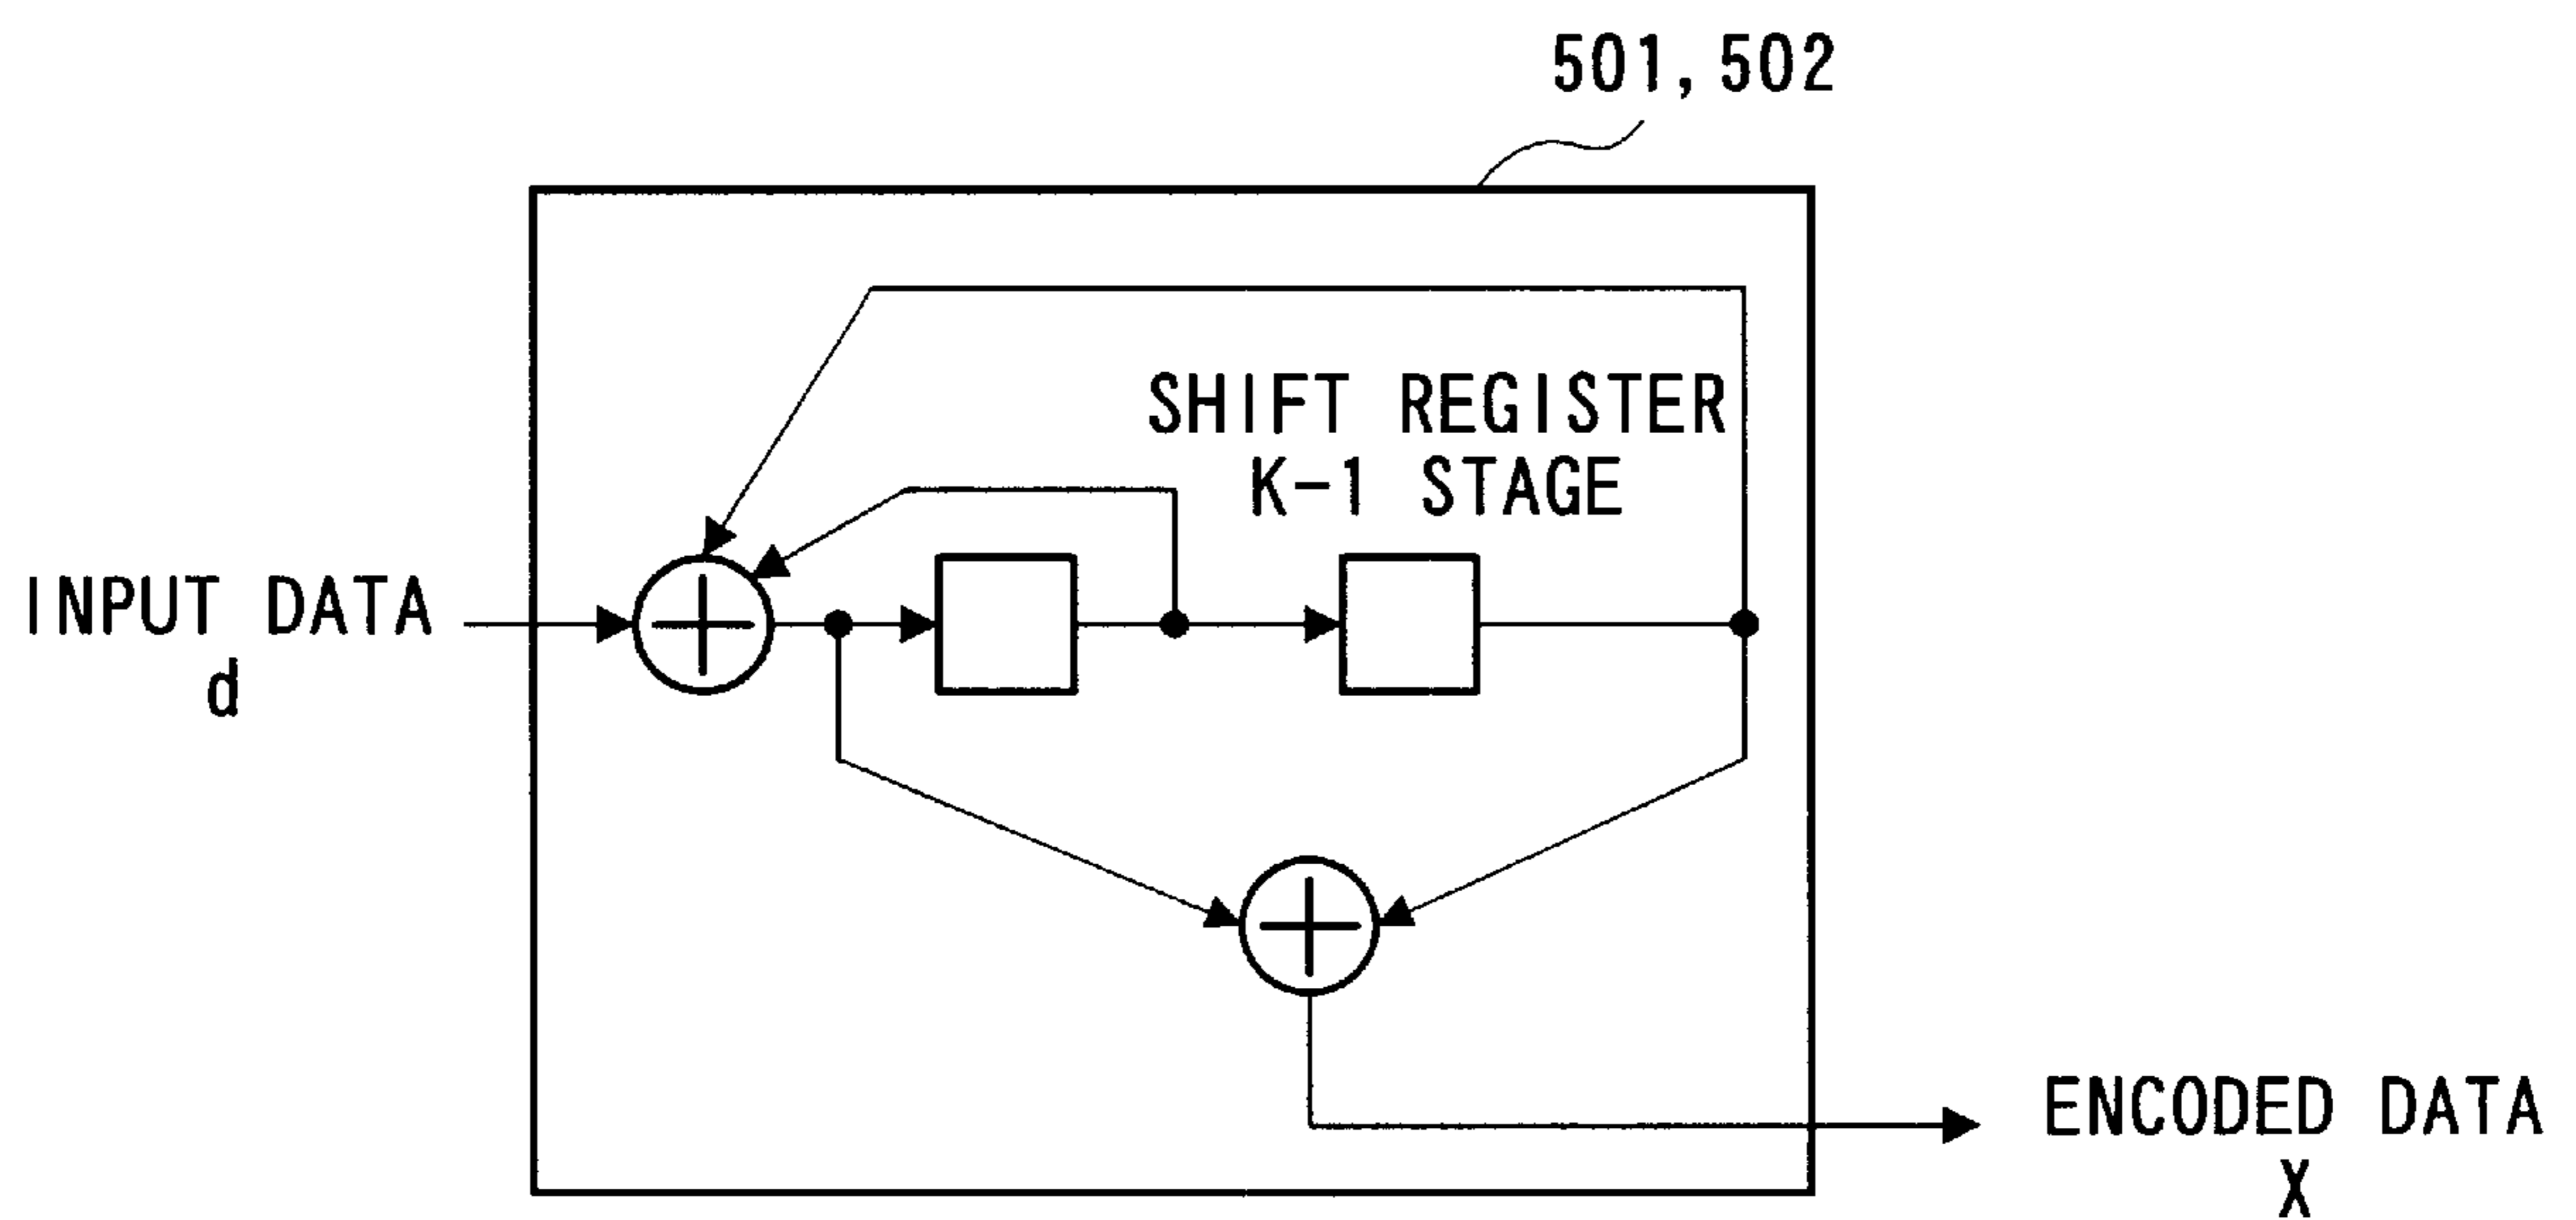 501, 502
SHIFT REGISTER
K-1 STAGE
INPUT DATA
d
ENCODED DATA
X